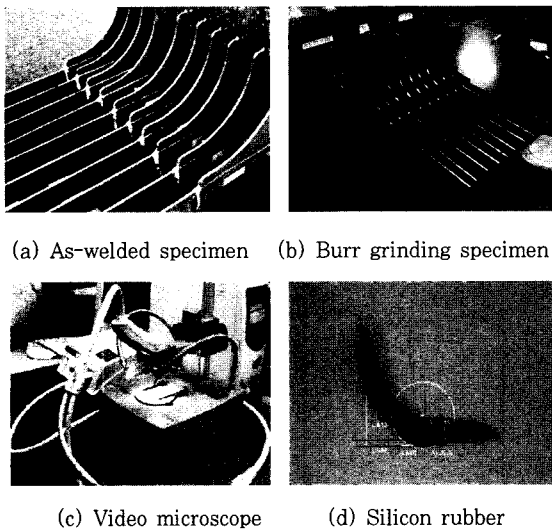 (a) As-welded specimen (b) Burr grinding specimen
(c) Video microscope (d) Silicon rubber